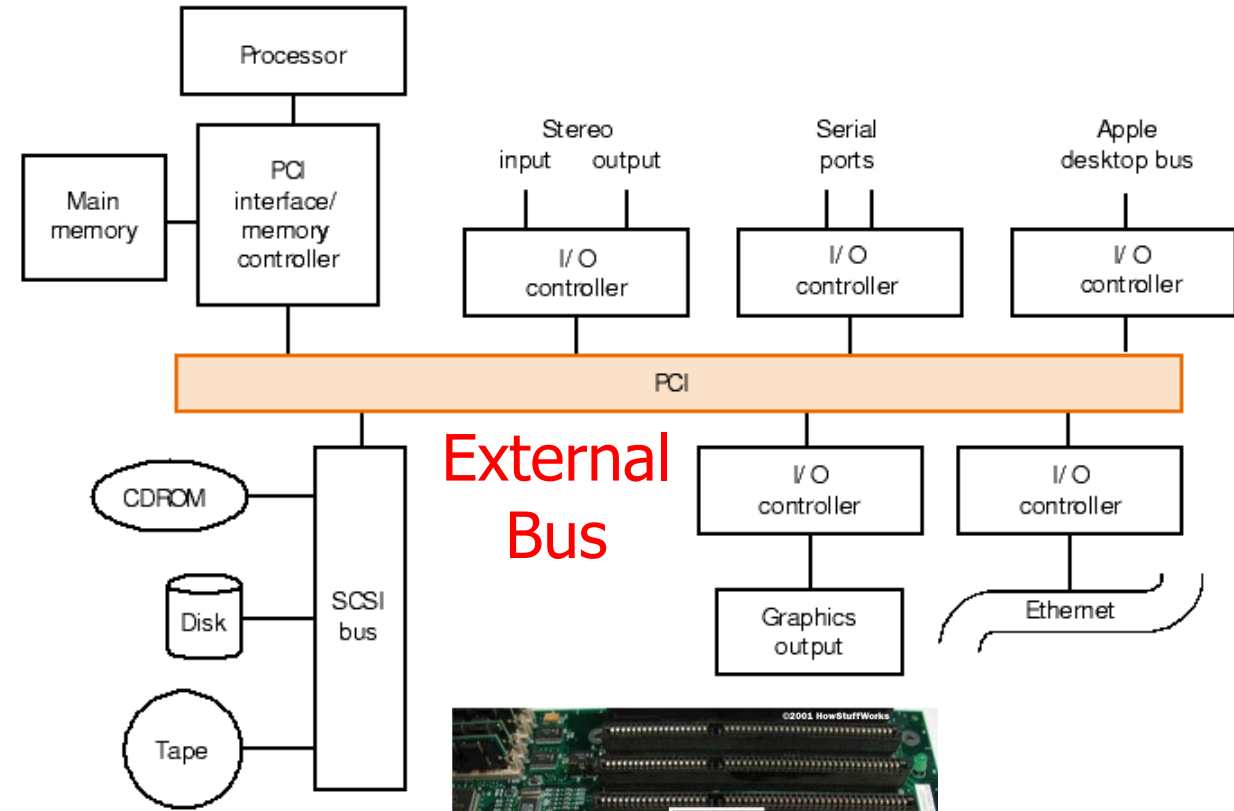 Processor
PCI
interface/
memory
controller
Main
memory
Stereo
input output
Serial
ports
Apple
desktop bus
I/O
controller
I/O
controller
I/O
controller
PCI
External
Bus
CDROM
Disk
Tape
SCSI
bus
I/O
controller
I/O
controller
Graphics
output
Ethernet
©2001 HowStuffWorks